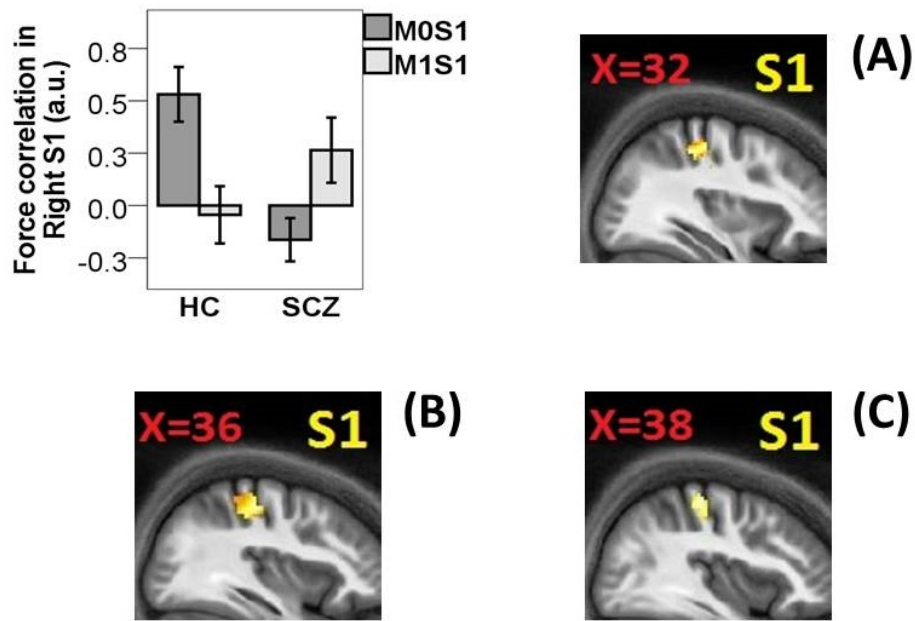 Force correlation in
Right S1 (a.u.)
0.8
0.5
0.3
0.0
-0.3
HC SCZ
M0S1
M1S1
X=32 S1 (A)
X=36 S1 (B)
X=38 S1 (C)